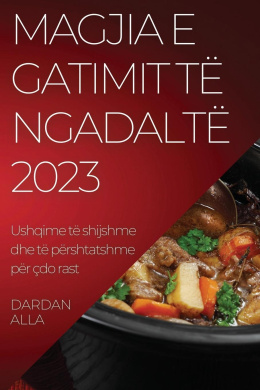 MAGJIA E
GATIMIT TË
NGADALTË
2023
Ushqime të shijshme
dhe të përshtatshme
për çdo rast
DARDAN
ALLA